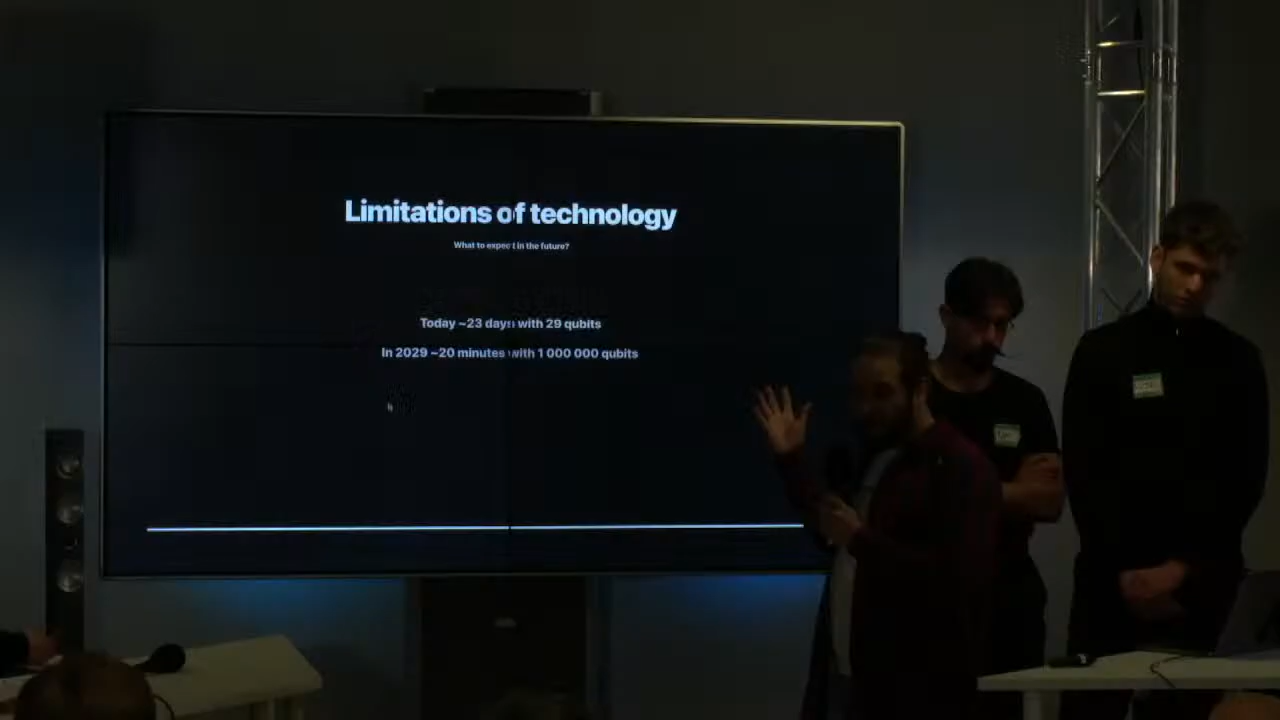 Limitations of technology
What to expect in the future?
Today ~23 days with 29 qubits
In 2029 ~20 minutes with 1 000 000 qubits